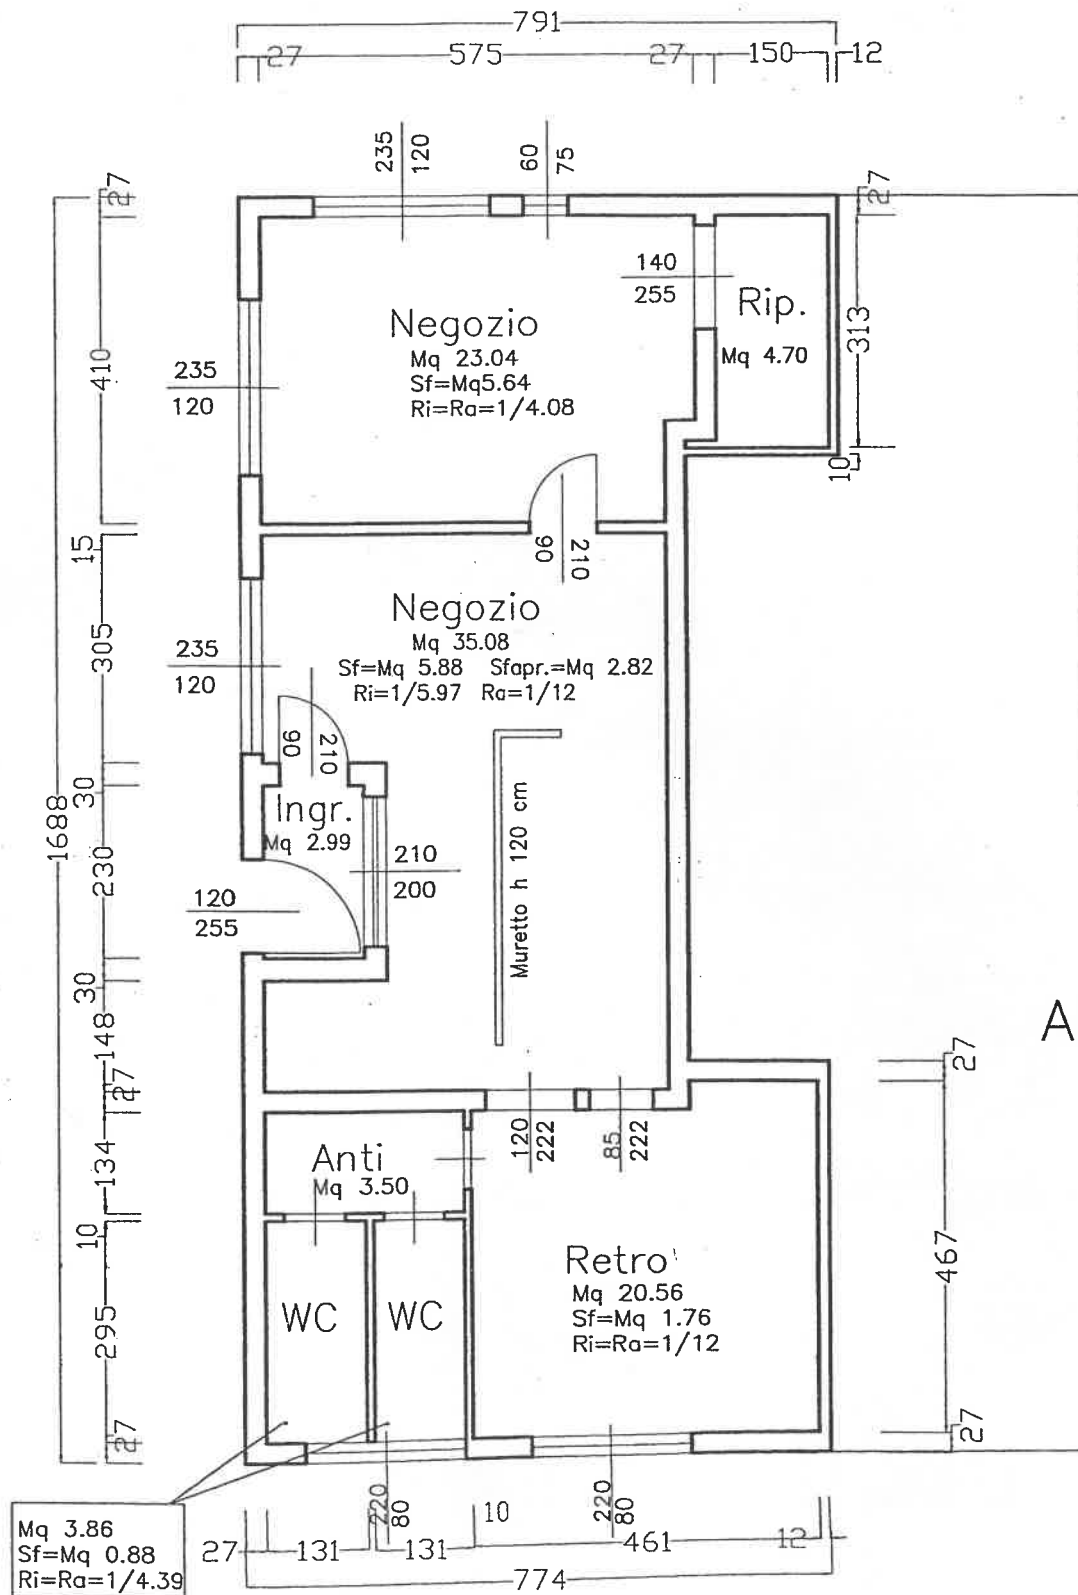 791
27 575 27 150 12
235
120
60
75
27
410
15
305
30
230
30
148
27
134
10
295
27
1688
140
255
Rip.
Mq 4.70
313
27
10
Negozio
Mq 23.04
Sf=Mq5.64
Ri=Ra=1/4.08
235
120
90
210
Negozio
Mq 35.08
Sf=Mq 5.88 Sfapr.=Mq 2.82
Ri=1/5.97 Ra=1/12
235
120
90
210
Ingr.
Mq 2.99
210
200
120
255
Muretto h 120 cm
A
27
467
27
120
222
85
222
Anti
Mq 3.50
WC
WC
Retro
Mq 20.56
Sf=Mq 1.76
Ri=Ra=1/12
220
80
220
80
Mq 3.86
Sf=Mq 0.88
Ri=Ra=1/4.39
27 131 131 10 461 12
774